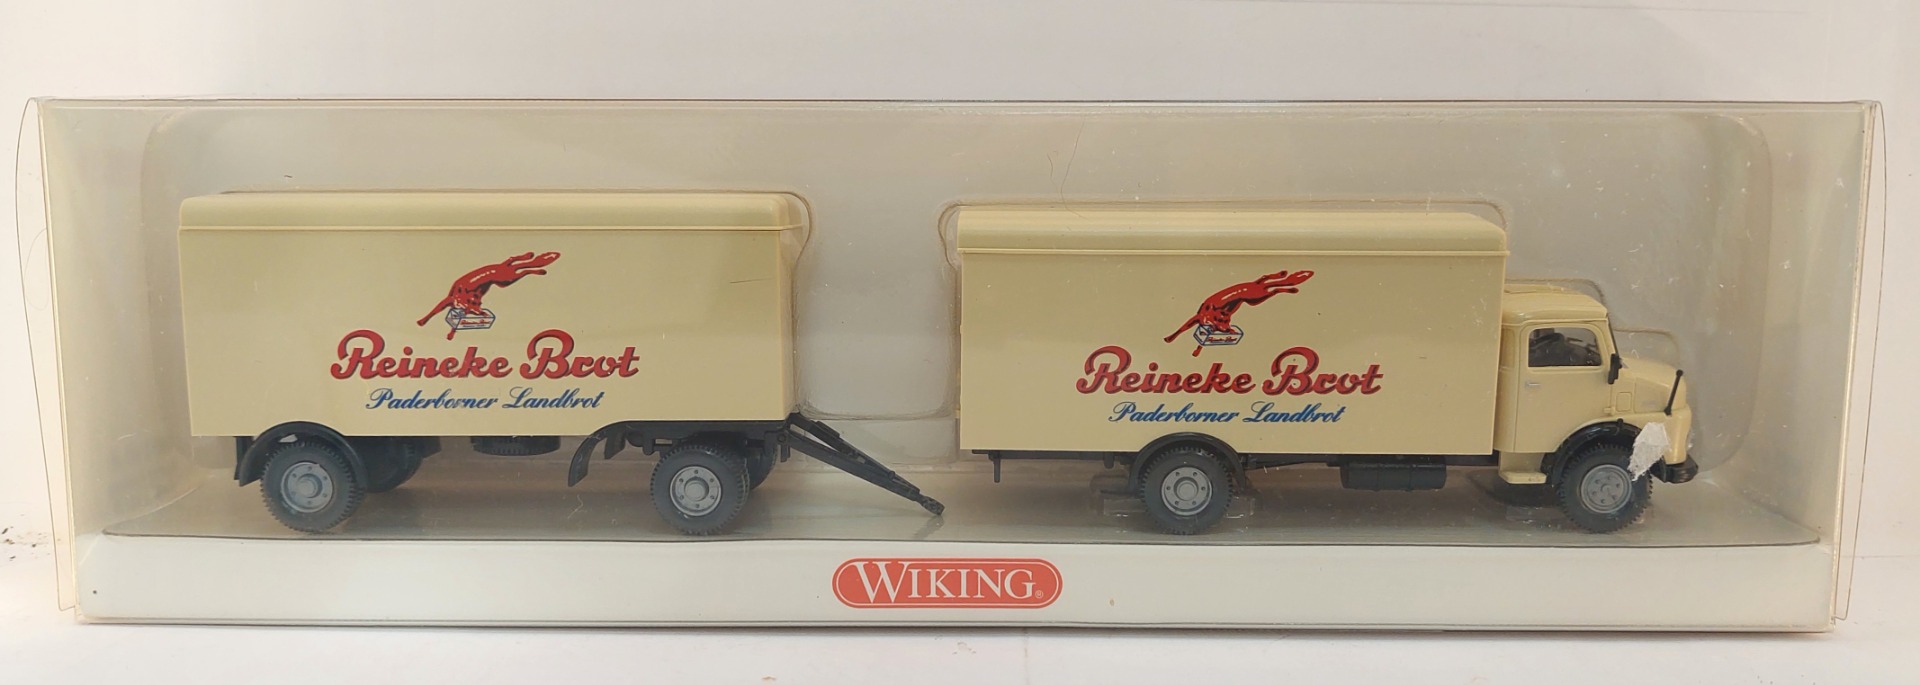 Reineke Brot
Paderborner Landbrot
Reineke Brot
Paderborner Landbrot
WIKING®